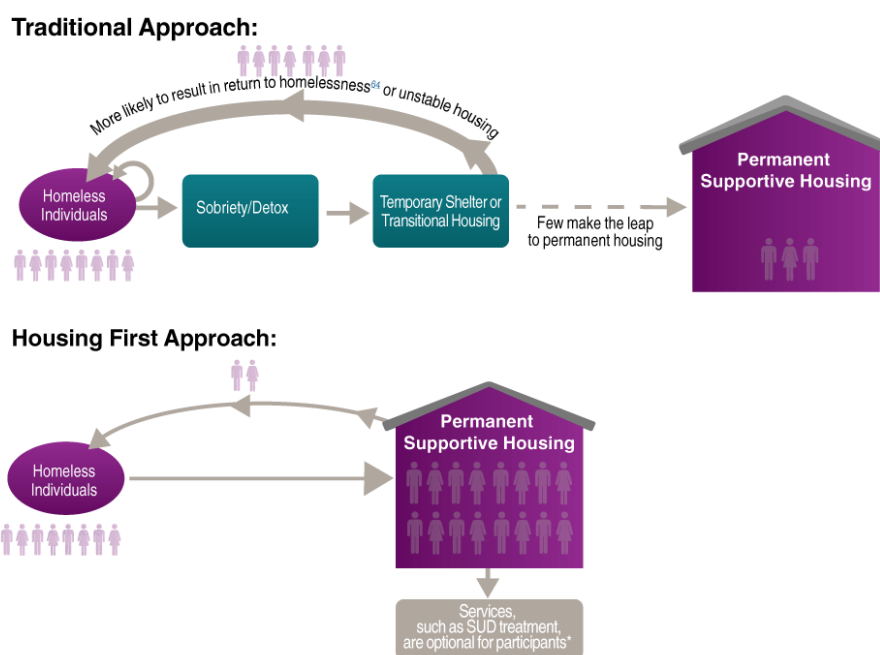 Traditional Approach:
More likely to result in return to homelessness64 or unstable housing
Homeless
Individuals
Sobriety/Detox
Temporary Shelter or
Transitional Housing
Few make the leap
to permanent housing
Permanent
Supportive Housing
Housing First Approach:
Homeless
Individuals
Permanent
Supportive Housing
Services,
such as SUD treatment,
are optional for participants*